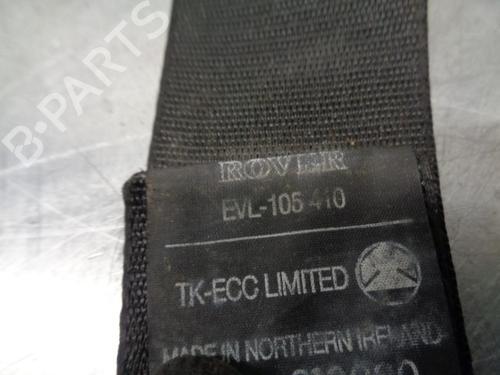 B-PARTS
ROVER
EVL-105 410
TK-ECC LIMITED
MADE IN NORTHERN IRELAND